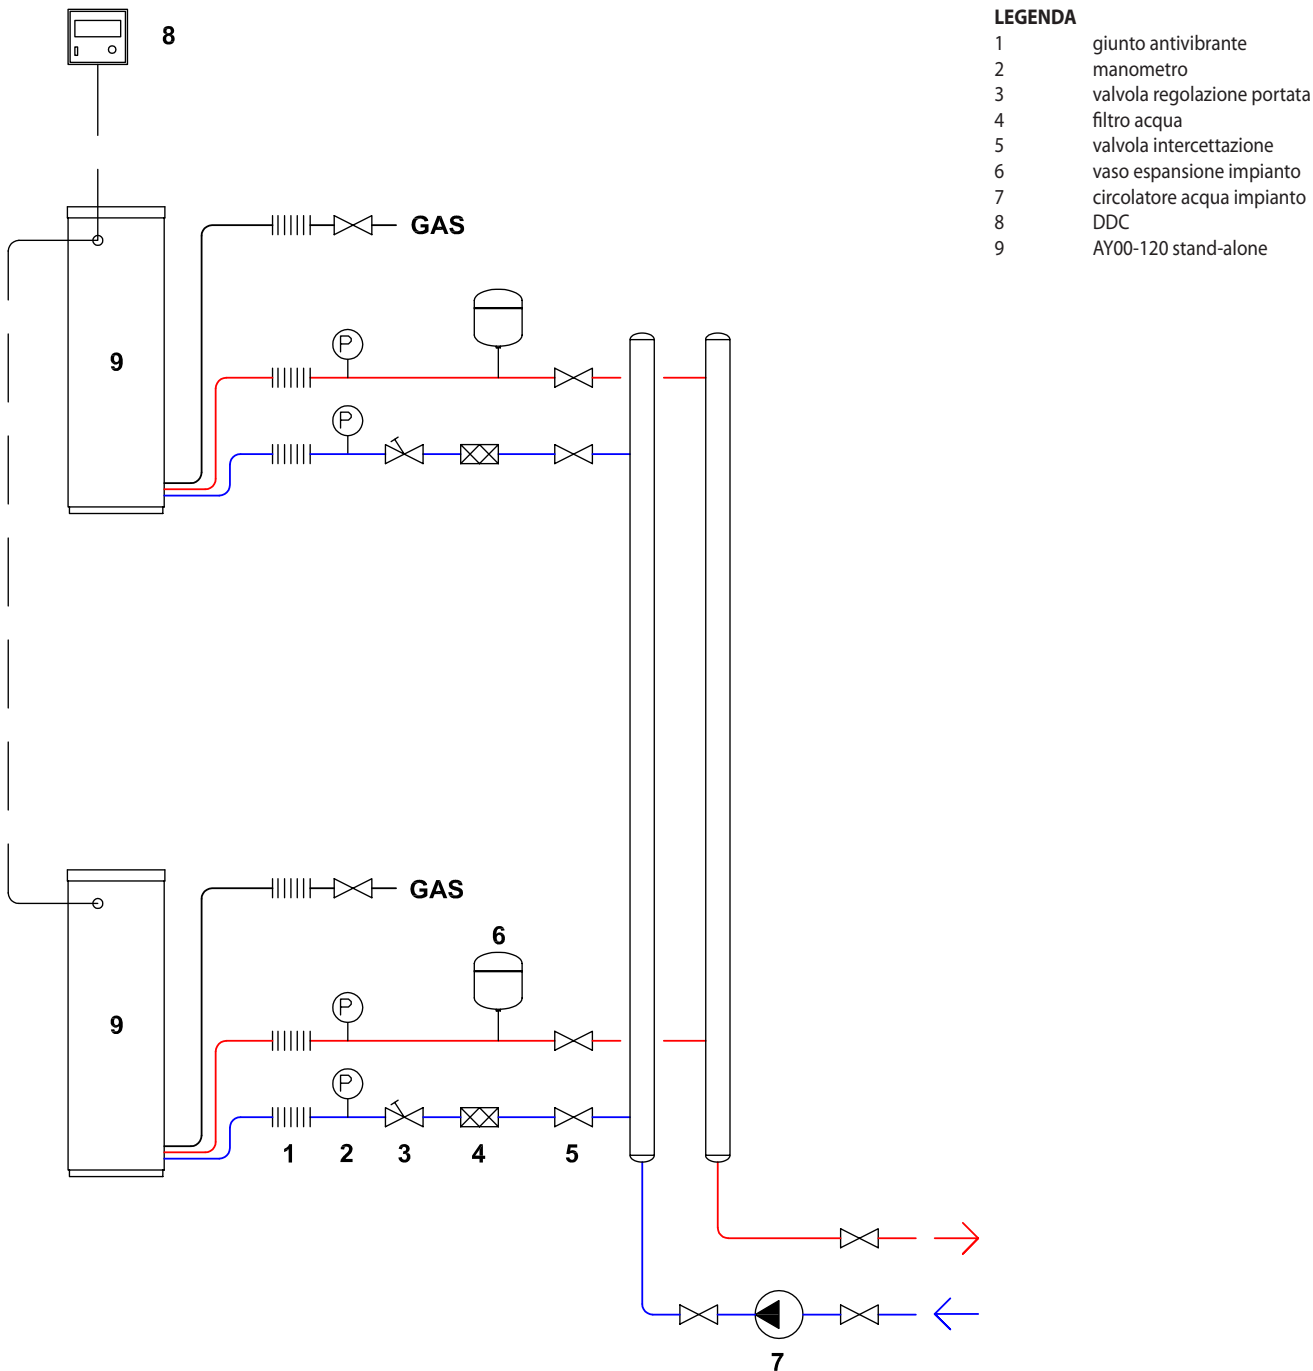 8
LEGENDA
1 giunto antivibrante
2 manometro
3 valvola regolazione portata
4 filtro acqua
5 valvola intercettazione
6 vaso espansione impianto
7 circolatore acqua impianto
8 DDC
9 AY00-120 stand-alone
GAS
P
9
P
GAS
6
P
9
P
1 2 3 4 5
7